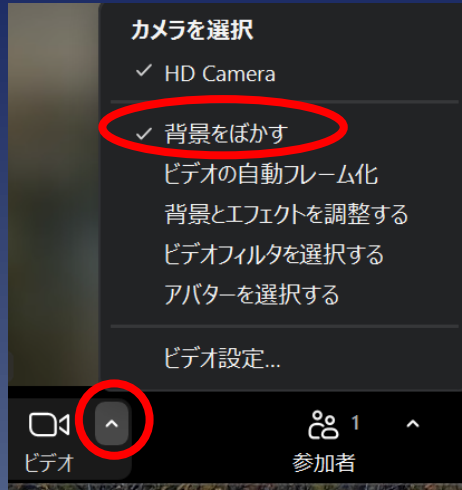 カメラを選択
HD Camera
背景をぼかす
ビデオの自動フレーム化
背景とエフェクトを調整する
ビデオフィルタを選択する
アバターを選択する
ビデオ設定...
1
ビデオ
参加者